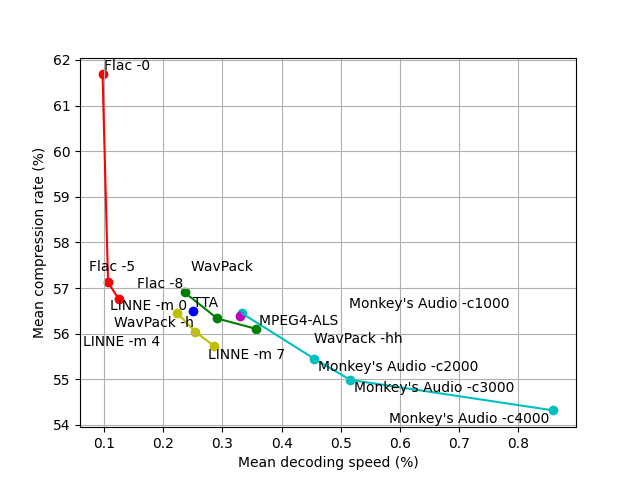 62
61
60
59
58
57
56
55
54
Mean compression rate (%)
Flac -0
Flac -5
WavPack
Flac -8
LINNE -m 0
TTA
Monkey's Audio -c1000
WavPack -h
MPEG4-ALS
LINNE -m 4
WavPack -hh
LINNE -m 7
Monkey's Audio -c2000
Monkey's Audio -c3000
Monkey's Audio -c4000
0.1 0.2 0.3 0.4 0.5 0.6 0.7 0.8
Mean decoding speed (%)